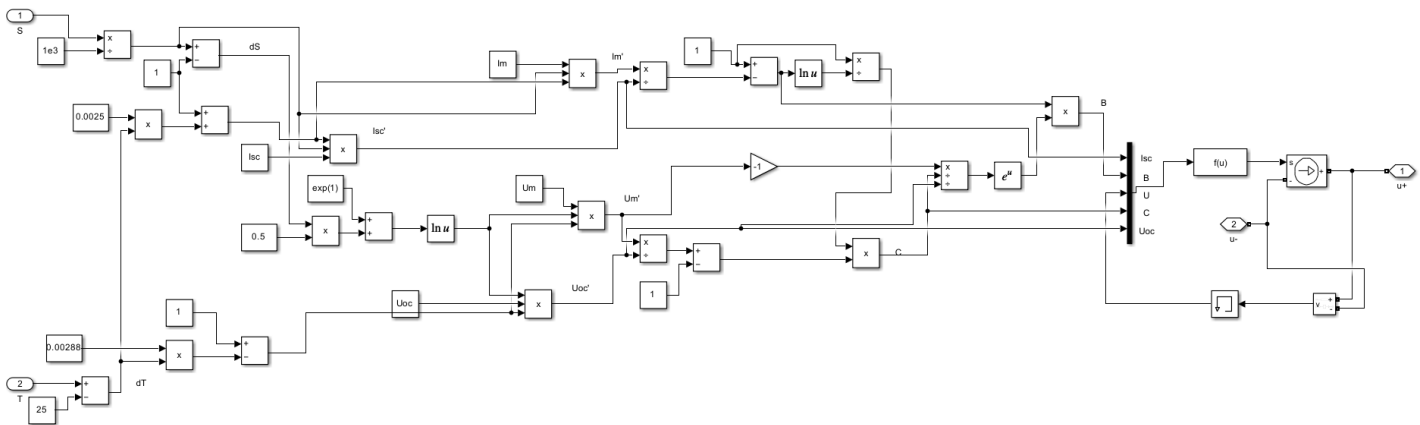 1
S
x
÷
1e3
+
−
dS
1
0.0025
x
+
+
Isc'
Isc
x
Im
x
Im'
x
÷
1
+
−
ln u
x
÷
x
B
exp(1)
0.5
x
+
+
ln u
Um
x
Um'
-1
x
÷
÷
e^u
Isc
B
U
C
Uoc
f(u)
s
-
+
1
u+
2
u-
x
÷
+
−
1
x
C
Uoc
x
Uoc'
v
+
-
1
0.00288
x
+
−
2
T
+
−
25
dT